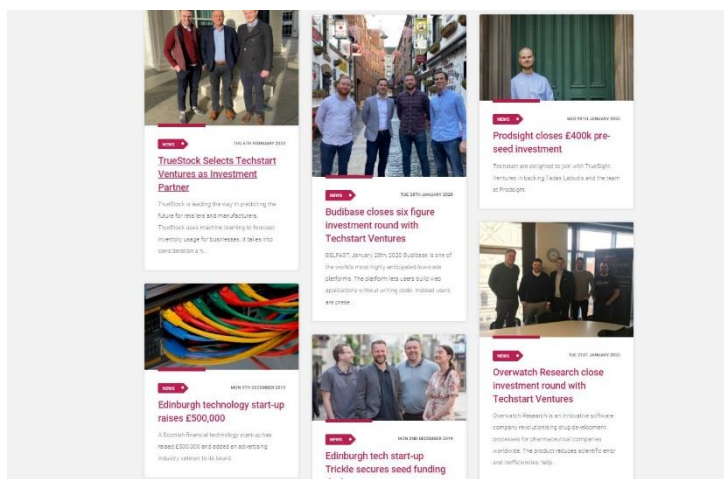 NEWS
THU 6TH FEBRUARY 2020
TrueStock Selects Techstart
Ventures as Investment
Partner
TrueStock is leading the way in predicting the
future for retailers and manufacturers.
TrueStock uses machine learning to forecast
inventory usage for businesses. It takes into
consideration a h...
NEWS
MON 9TH DECEMBER 2019
Edinburgh technology start-up
raises £500,000
A Scottish financial technology start-up has
raises £500,000 and added an advertising
industry veteran to its board
NEWS
TUE 28TH JANUARY 2020
Budibase closes six figure
investment round with
Techstart Ventures
BELFAST, January 28th, 2020 Budibase is one of
the world's most highly anticipated low-code
platforms. The platform lets users build web
applications without writing code. Instead users
are prese...
NEWS
MON 2ND DECEMBER 2019
Edinburgh tech start-up
Trickle secures seed funding
NEWS
WED 29TH JANUARY 2020
Prodsight closes £400k pre-
seed investment
Techstart are delighted to join with TrueSight
Ventures in backing Tadas Labudis and the team
at Prodsight.
NEWS
TUE 21ST JANUARY 2020
Overwatch Research close
investment round with
Techstart Ventures
Overwatch Research is an innovative software
company revolutionising drug development
processes for pharmaceutical companies
worldwide. The product reduces scientific error
and inefficiencies, help...